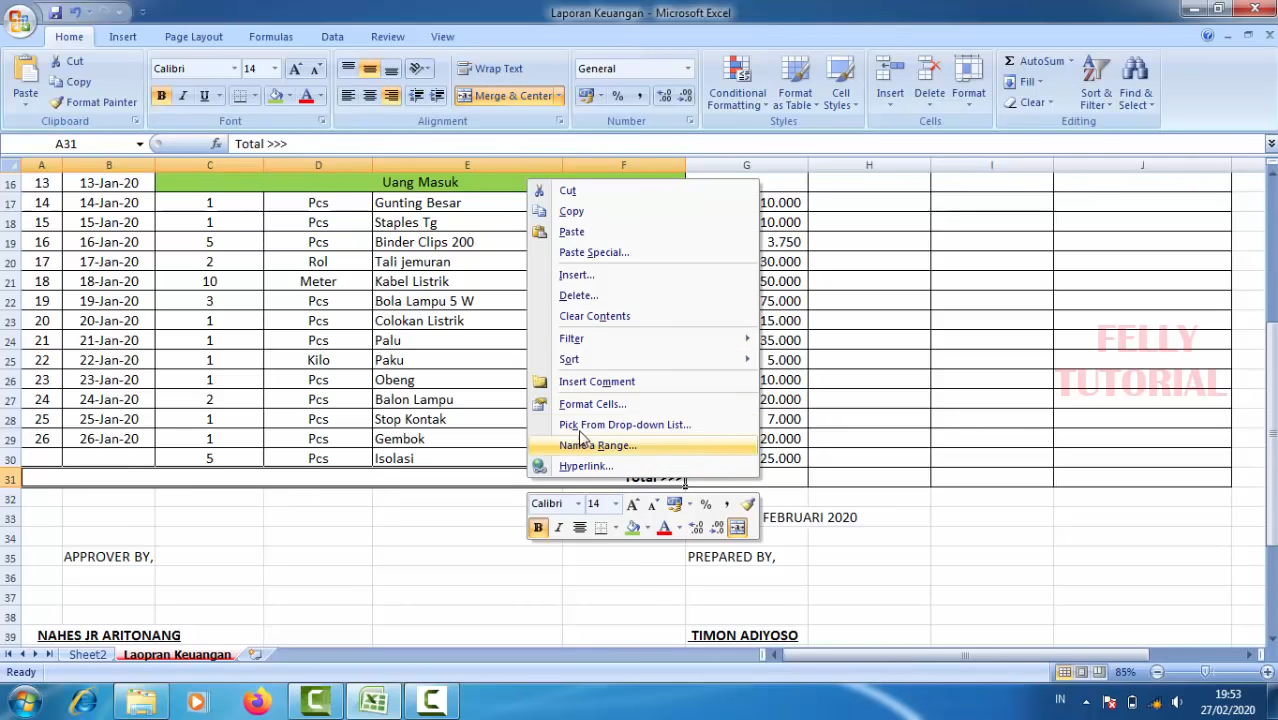 Laporan Keuangan - Microsoft Excel
Home Insert Page Layout Formulas Data Review View
Paste
Cut
Copy
Format Painter
Clipboard
Calibri 14
B I U
Font
Wrap Text
Merge & Center
Alignment
General
% ,
Number
Conditional Formatting
Format as Table
Cell Styles
Styles
Insert
Delete
Format
Cells
AutoSum
Fill
Clear
Sort & Filter
Find & Select
Editing
A31 fx Total >>>
A B C D E F G H I J
16 13 13-Jan-20 Uang Masuk
17 14 14-Jan-20 1 Pcs Gunting Besar 10.000
18 15 15-Jan-20 1 Pcs Staples Tg 10.000
19 16 16-Jan-20 5 Pcs Binder Clips 200 3.750
20 17 17-Jan-20 2 Rol Tali jemuran 30.000
21 18 18-Jan-20 10 Meter Kabel Listrik 50.000
22 19 19-Jan-20 3 Pcs Bola Lampu 5 W 75.000
23 20 20-Jan-20 1 Pcs Colokan Listrik 15.000
24 21 21-Jan-20 1 Pcs Palu 35.000
25 22 22-Jan-20 1 Kilo Paku 5.000
26 23 23-Jan-20 1 Pcs Obeng 10.000
27 24 24-Jan-20 2 Pcs Balon Lampu 20.000
28 25 25-Jan-20 1 Pcs Stop Kontak 7.000
29 26 26-Jan-20 1 Pcs Gembok 20.000
30 5 Pcs Isolasi 25.000
31 Total >>>
32
33 FEBRUARI 2020
34
35 APPROVER BY, PREPARED BY,
36
37
38
39 NAHES JR ARITONANG TIMON ADIYOSO
Cut
Copy
Paste
Paste Special...
Insert...
Delete...
Clear Contents
Filter
Sort
Insert Comment
Format Cells...
Pick From Drop-down List...
Name a Range...
Hyperlink...
Calibri 14 A A % ,
B I A
FELLY
TUTORIAL
Sheet2 Laopran Keuangan
Ready 85%
IN 19:53
27/02/2020